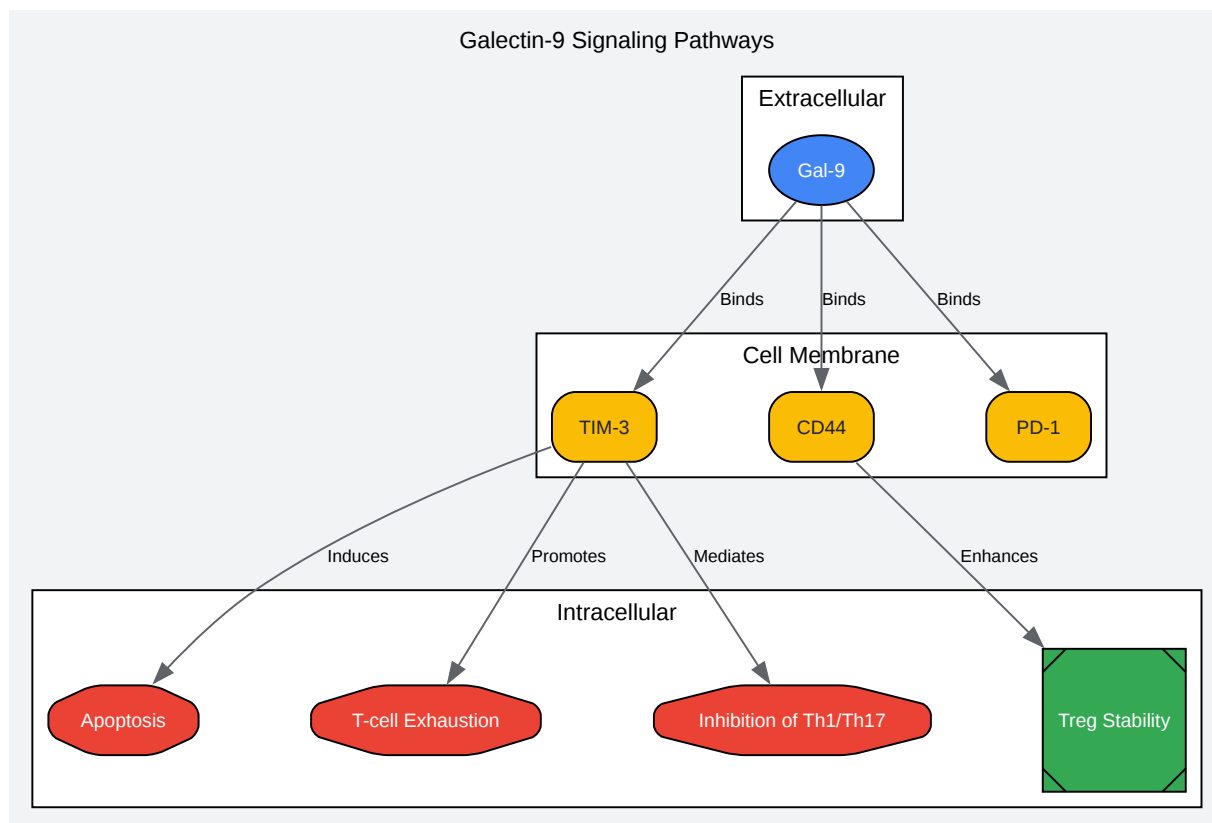 Galectin-9 Signaling Pathways
Extracellular
Gal-9
Binds
Binds
Binds
Cell Membrane
TIM-3
CD44
PD-1
Induces
Promotes
Mediates
Enhances
Intracellular
Apoptosis
T-cell Exhaustion
Inhibition of Th1/Th17
Treg Stability